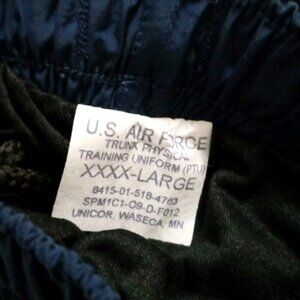 U.S. AIR FORCE
TRUNK PHYSICAL
TRAINING UNIFORM (PTU)
XXXX-LARGE
8415-01-518-4763
SPM1C1-08-D-F012
UNICOR, WASECA, MN